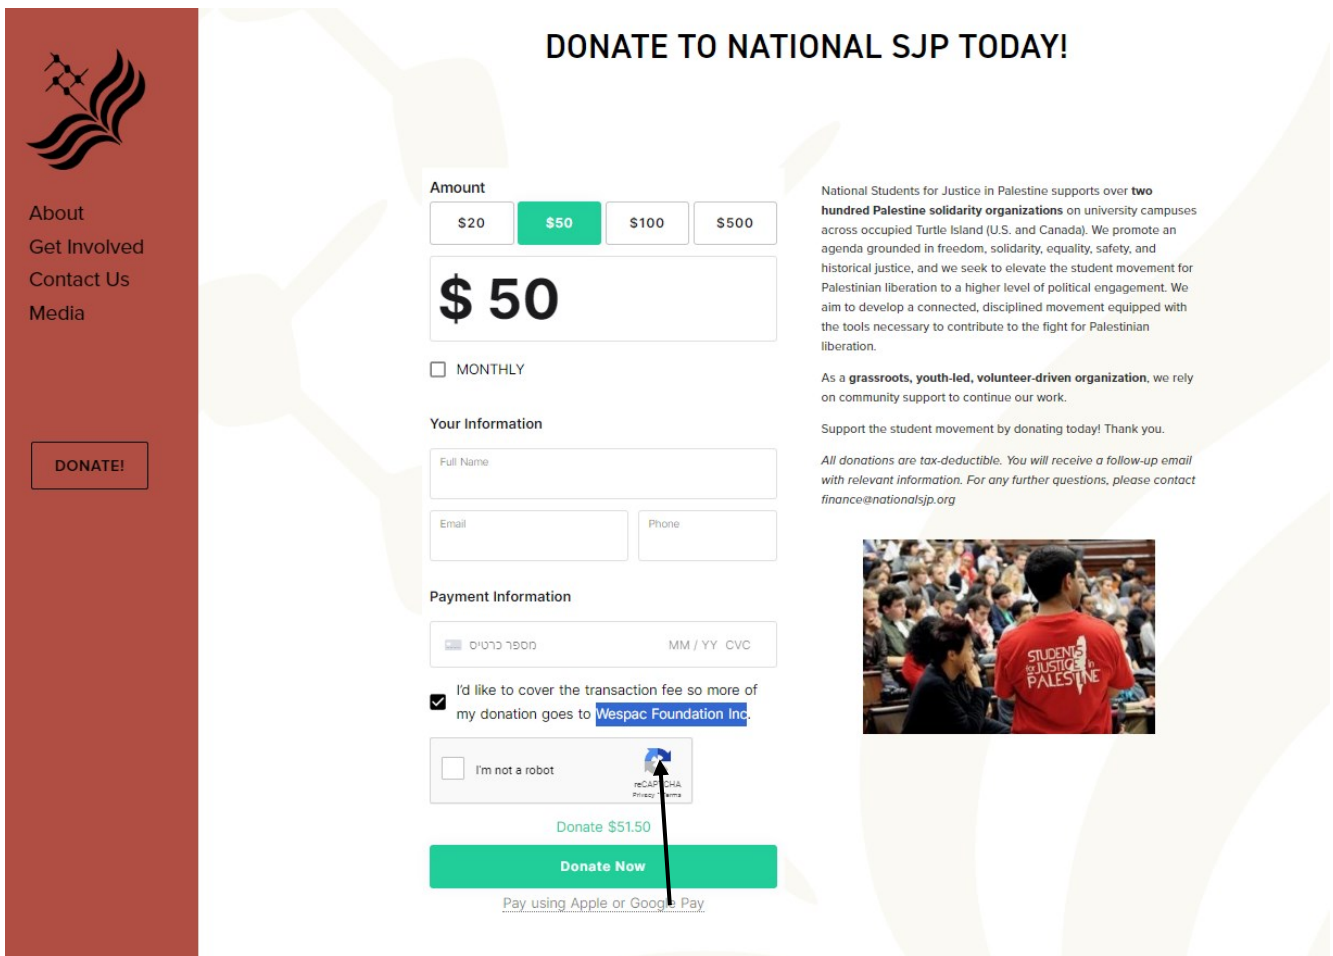 DONATE TO NATIONAL SJP TODAY!
About
Get Involved
Contact Us
Media
DONATE!
Amount
$20
$50
$100
$500
$ 50
MONTHLY
Your Information
Full Name
Email
Phone
Payment Information
מספר כרטיס
MM / YY CVC
I'd like to cover the transaction fee so more of
my donation goes to Wespac Foundation Inc.
I'm not a robot
reCAPTCHA
Privacy - Terms
Donate $51.50
Donate Now
Pay using Apple or Google Pay
National Students for Justice in Palestine supports over two
hundred Palestine solidarity organizations on university campuses
across occupied Turtle Island (U.S. and Canada). We promote an
agenda grounded in freedom, solidarity, equality, safety, and
historical justice, and we seek to elevate the student movement for
Palestinian liberation to a higher level of political engagement. We
aim to develop a connected, disciplined movement equipped with
the tools necessary to contribute to the fight for Palestinian
liberation.
As a grassroots, youth-led, volunteer-driven organization, we rely
on community support to continue our work.
Support the student movement by donating today! Thank you.
All donations are tax-deductible. You will receive a follow-up email
with relevant information. For any further questions, please contact
finance@nationalsjp.org
STUDENTS
for JUSTICE in
PALESTINE